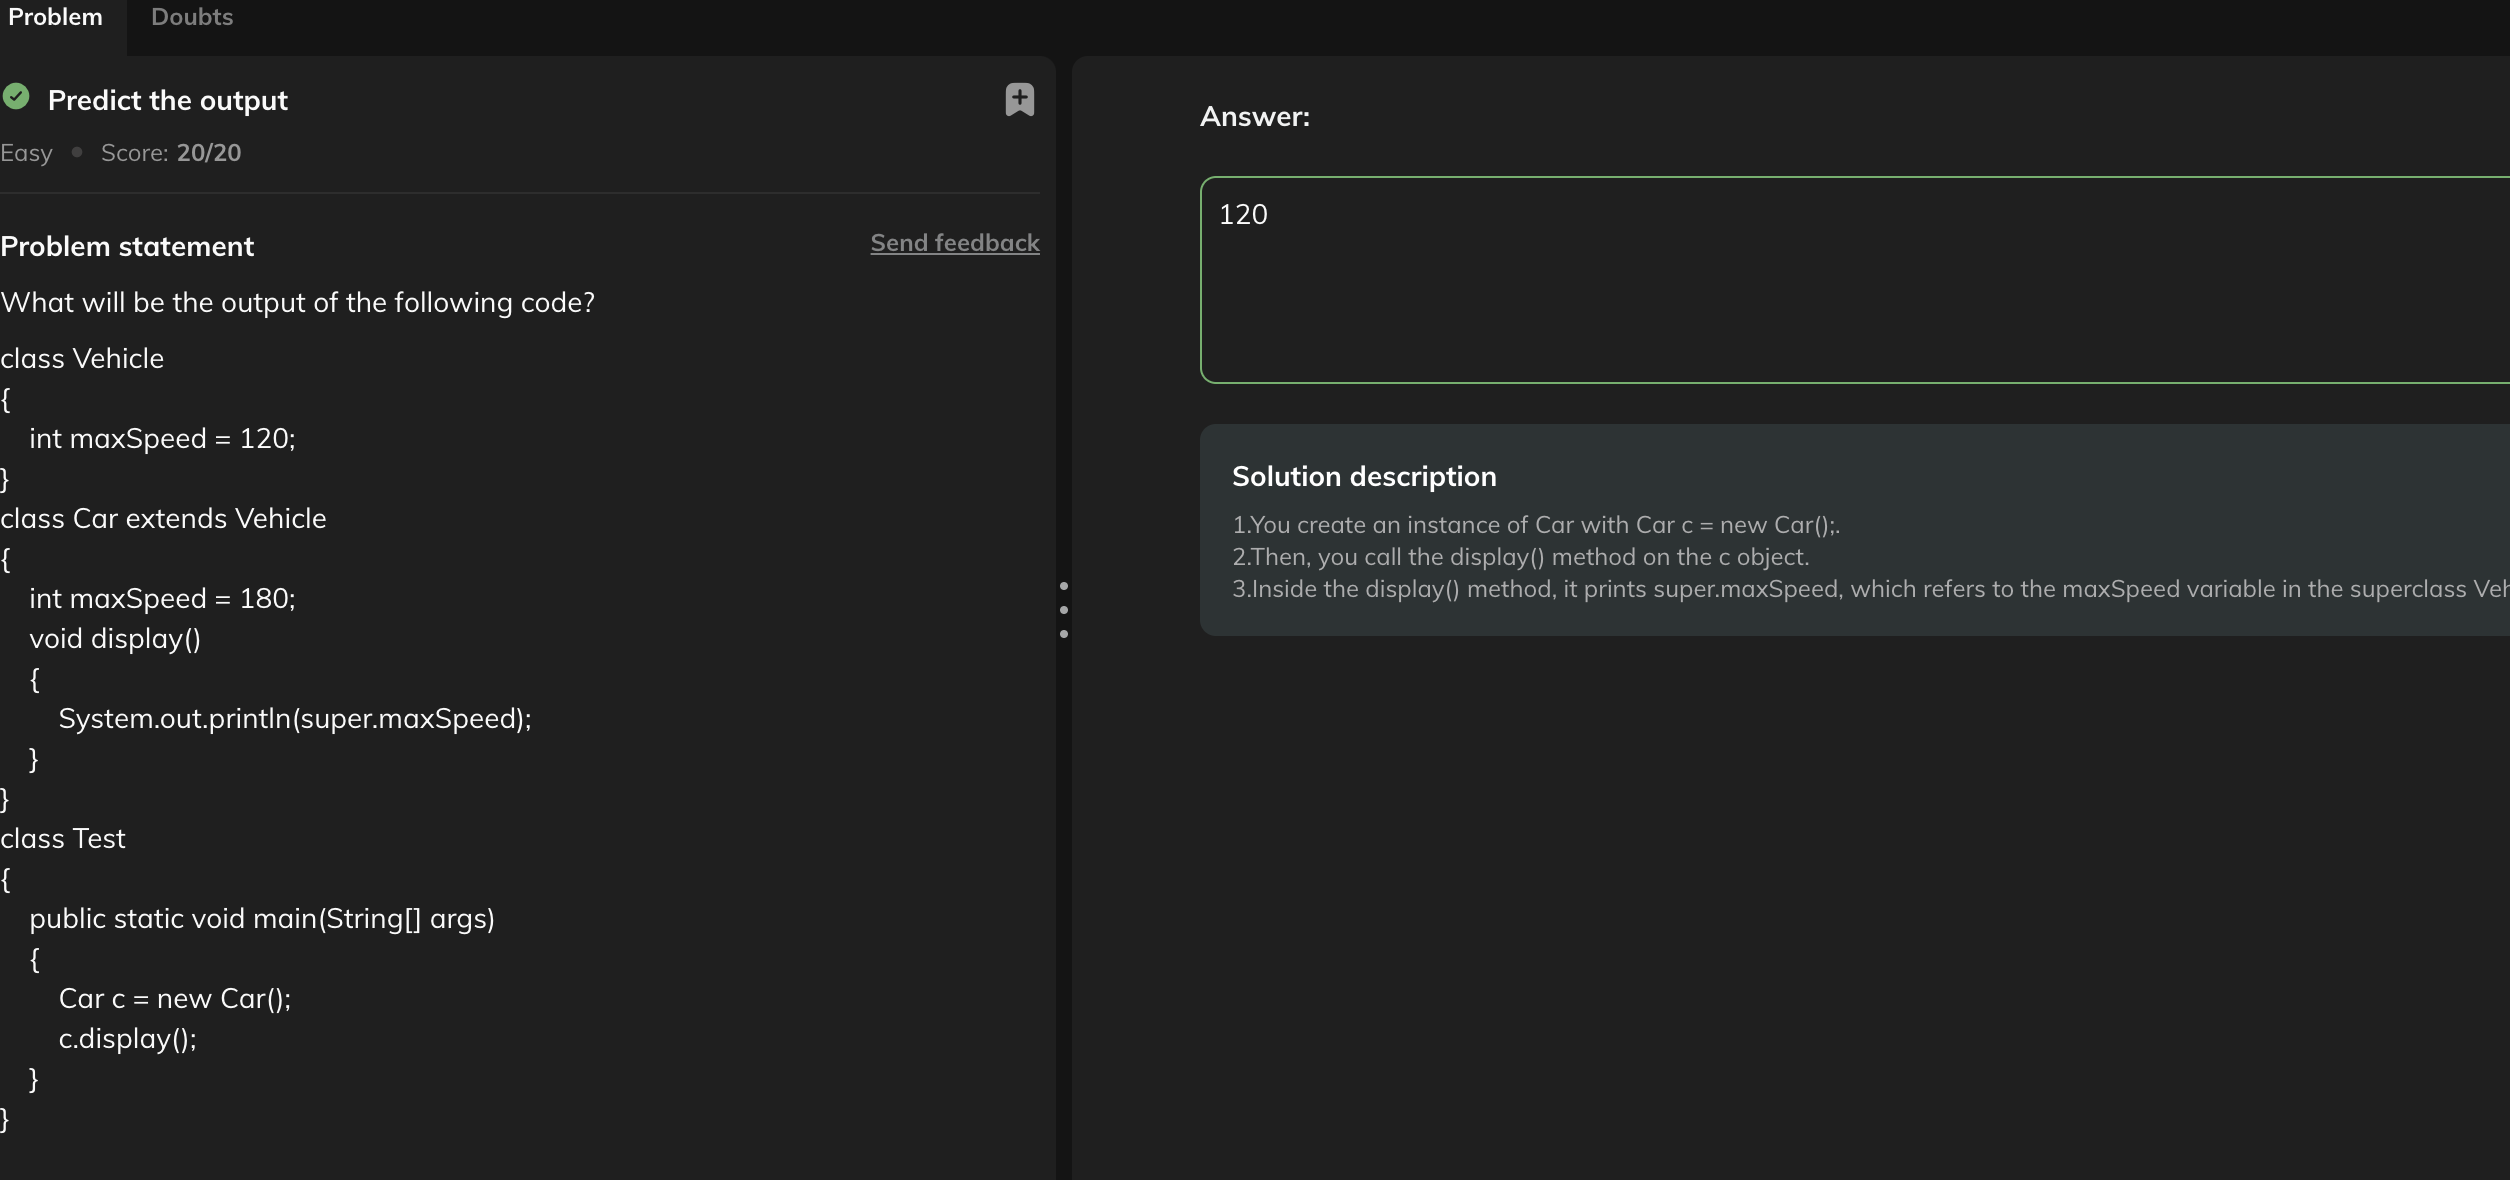 Problem Doubts
Predict the output
Easy Score: 20/20
Problem statement Send feedback
What will be the output of the following code?
class Vehicle
{
int maxSpeed = 120;
}
class Car extends Vehicle
{
int maxSpeed = 180;
void display()
{
System.out.println(super.maxSpeed);
}
}
class Test
{
public static void main(String[] args)
{
Car c = new Car();
c.display();
}
}
Answer:
120
Solution description
1.You create an instance of Car with Car c = new Car();.
2.Then, you call the display() method on the c object.
3.Inside the display() method, it prints super.maxSpeed, which refers to the maxSpeed variable in the superclass